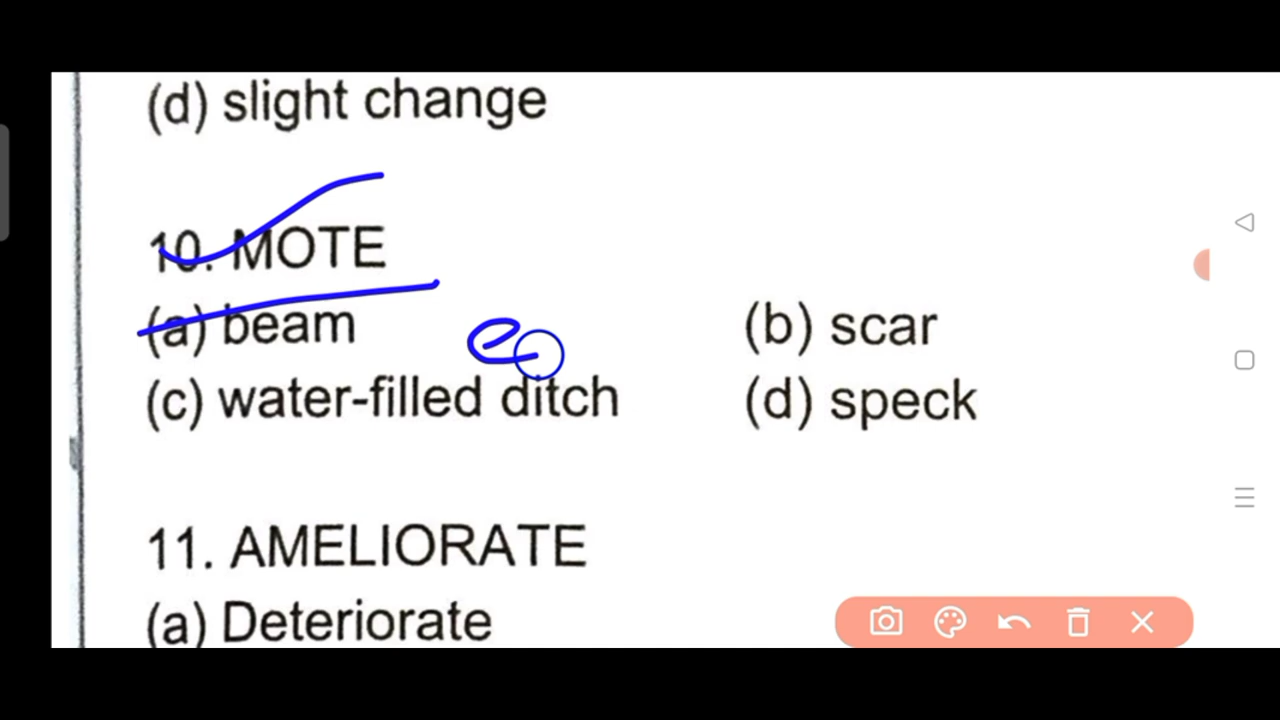 (d) slight change
10. MOTE
(a) beam
(b) scar
(c) water-filled ditch
(d) speck
11. AMELIORATE
(a) Deteriorate